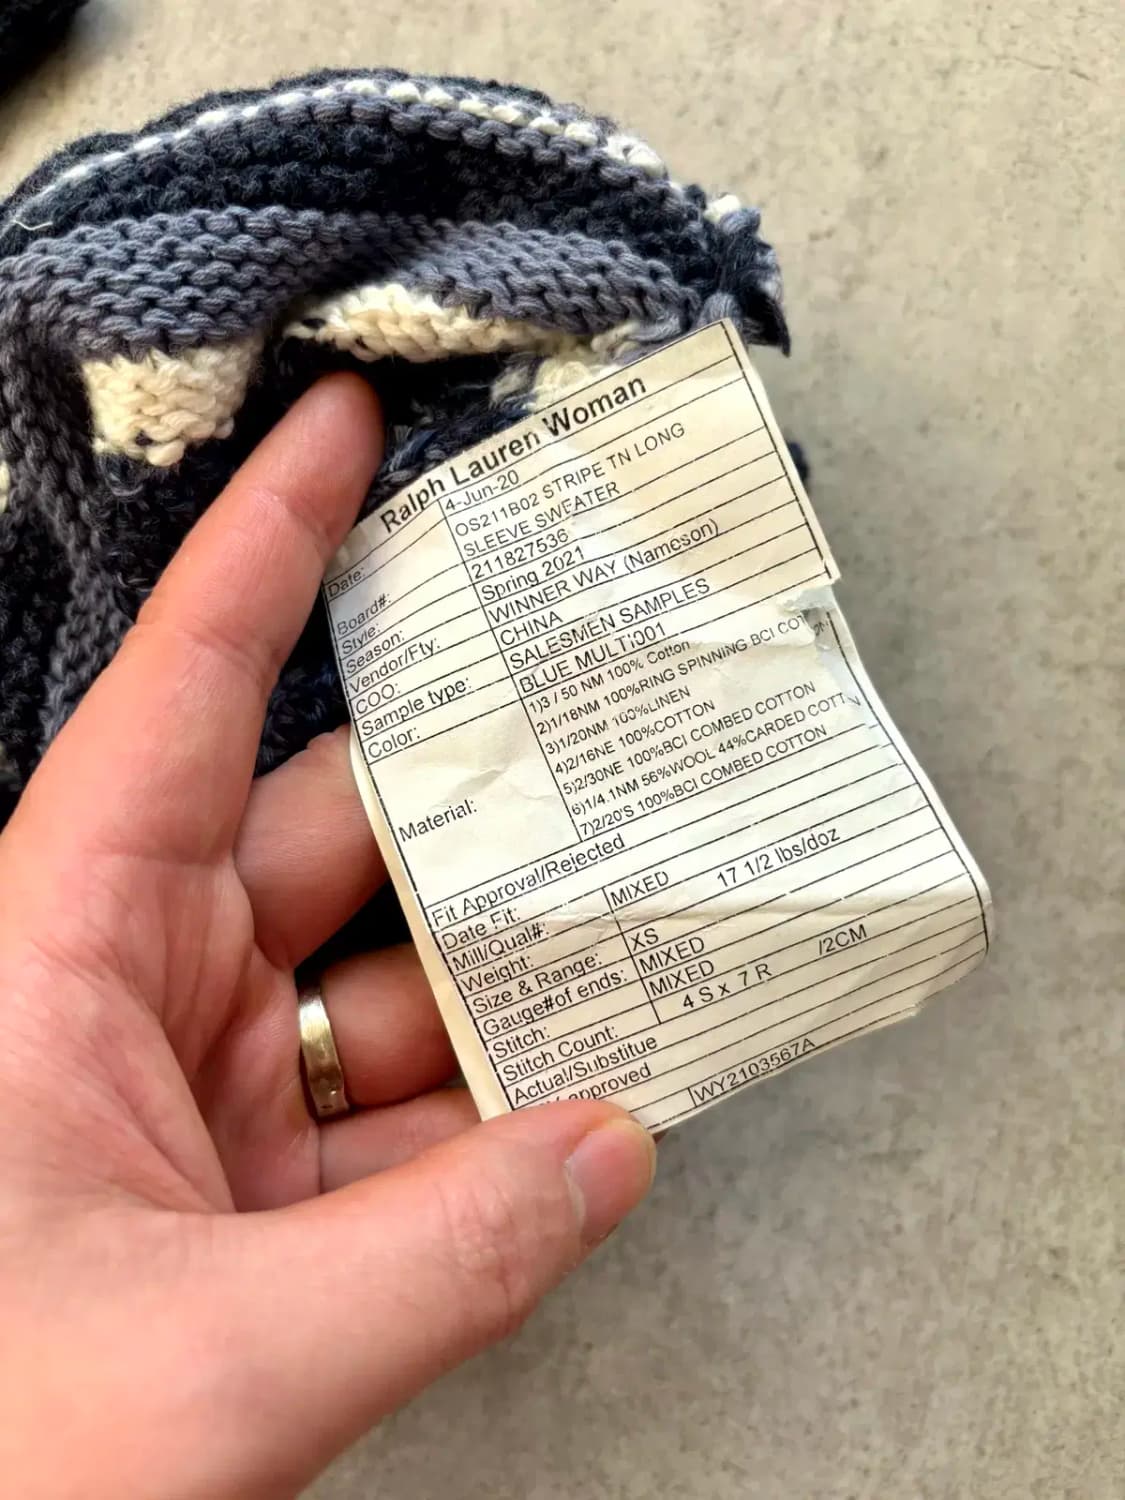 Ralph Lauren Woman
Date: 4-Jun-20
Board#: OS211B02 STRIPE TN LONG
SLEEVE SWEATER
Style: 211827536
Season: Spring 2021
Vendor/Fty: WINNER WAY (Nameson)
COO: CHINA
Sample type: SALESMEN SAMPLES
Color: BLUE MULTI:001
Material: 1)3 / 50 NM 100% Cotton
2)1/18NM 100%RING SPINNING BCI
3)1/20NM 100%LINEN
4)2/16NE 100%COTTON
5)2/30NE 100%BCI COMBED COTTON
6)1/4.1NM 56%WOOL 44%CARDED
7)2/20'S 100%BCI COMBED COTTON
Fit Approval/Rejected
Date Fit:
Mill/Qual#: MIXED
Weight: 17 1/2 lbs/doz
Size & Range: XS
Gauge#of ends: MIXED
Stitch: MIXED
Stitch Count: 4 S x 7 R /2CM
Actual/Substitue
approved
WY2103567A